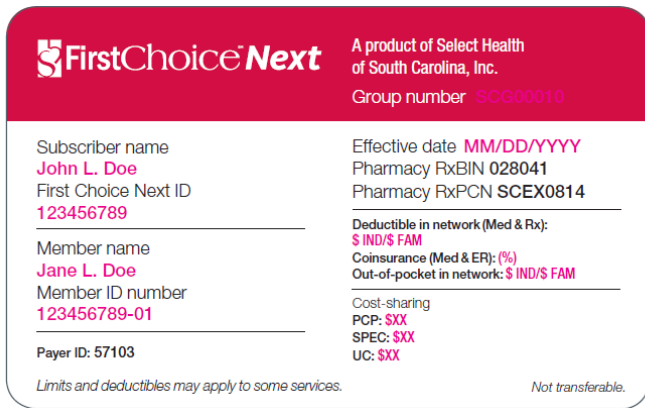 FirstChoice™ Next
A product of Select Health
of South Carolina, Inc.
Group number SCG00010
Subscriber name
John L. Doe
First Choice Next ID
123456789
Member name
Jane L. Doe
Member ID number
123456789-01
Payer ID: 57103
Effective date MM/DD/YYYY
Pharmacy RxBIN 028041
Pharmacy RxPCN SCEX0814
Deductible in network (Med & Rx):
$ IND/$ FAM
Coinsurance (Med & ER): (%)
Out-of-pocket in network: $ IND/$ FAM
Cost-sharing
PCP: $XX
SPEC: $XX
UC: $XX
Limits and deductibles may apply to some services.
Not transferable.